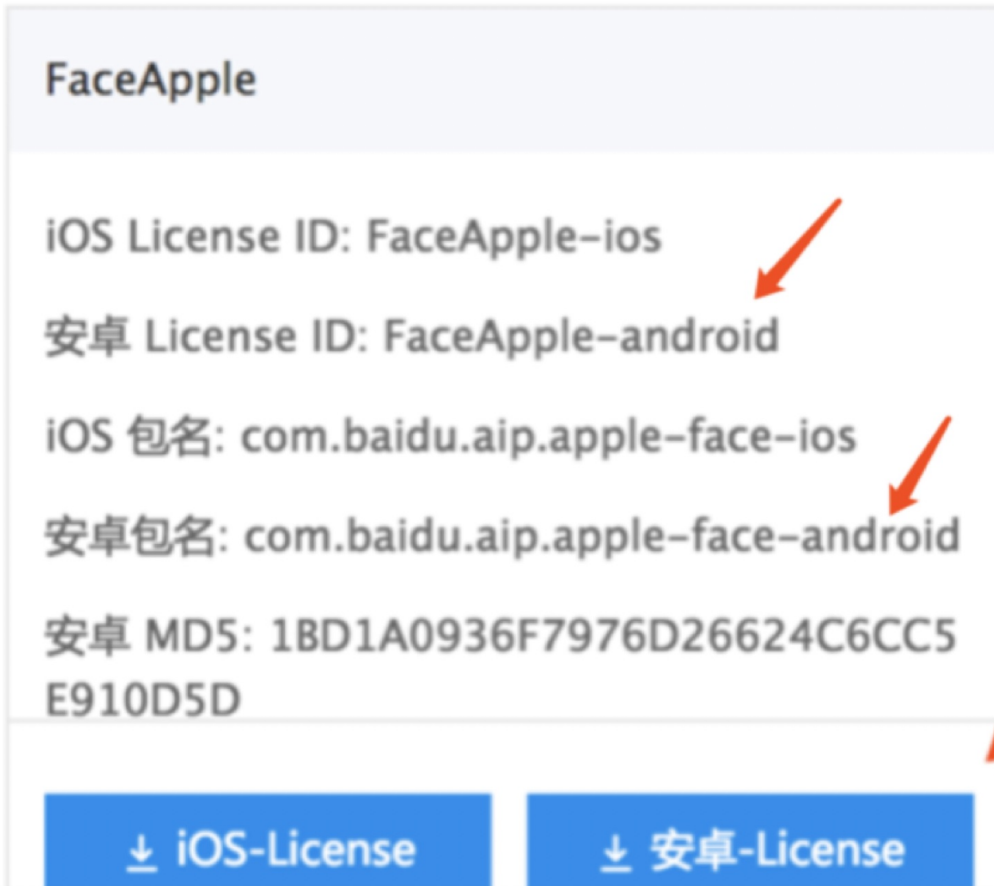 FaceApple
iOS License ID: FaceApple-ios
安卓 License ID: FaceApple-android
iOS 包名: com.baidu.aip.apple-face-ios
安卓包名: com.baidu.aip.apple-face-android
安卓 MD5: 1BD1A0936F7976D26624C6CC5
E910D5D
iOS-License
安卓-License